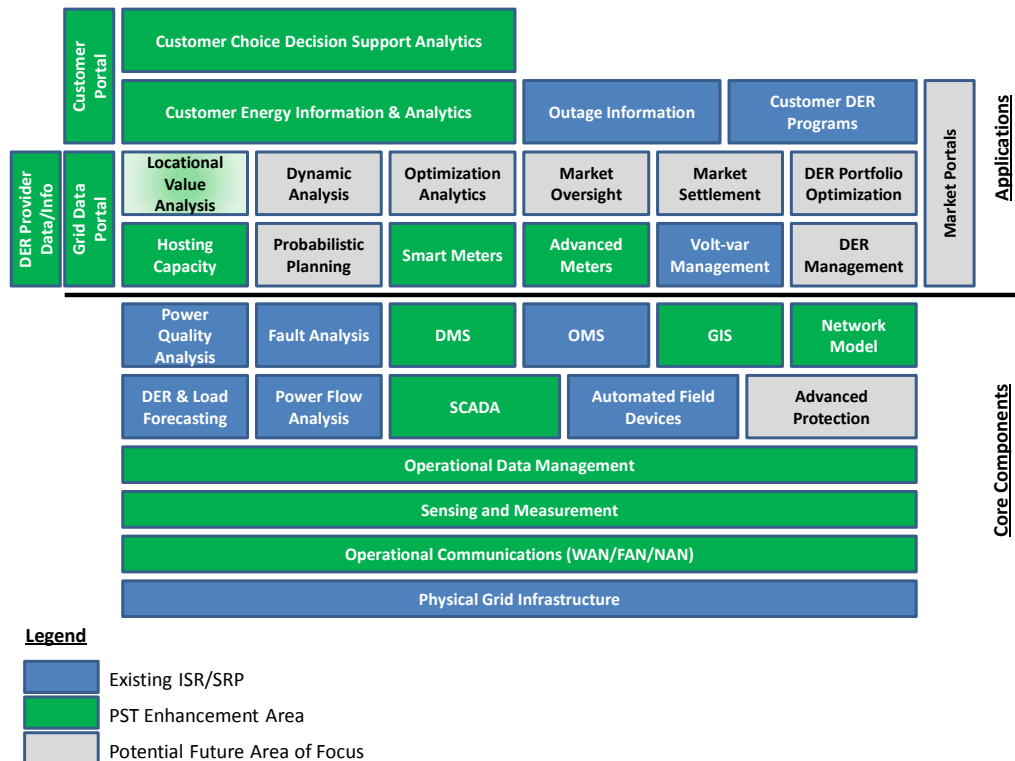 Customer
Portal
Customer Choice Decision Support Analytics
Customer Energy Information & Analytics
Outage Information
Customer DER
Programs
Market Portals
Applications
DER Provider
Data/Info
Grid Data
Portal
Locational
Value
Analysis
Dynamic
Analysis
Optimization
Analytics
Market
Oversight
Market
Settlement
DER Portfolio
Optimization
Hosting
Capacity
Probabilistic
Planning
Smart Meters
Advanced
Meters
Volt-var
Management
DER
Management
Power
Quality
Analysis
Fault Analysis
DMS
OMS
GIS
Network
Model
DER & Load
Forecasting
Power Flow
Analysis
SCADA
Automated Field
Devices
Advanced
Protection
Core Components
Operational Data Management
Sensing and Measurement
Operational Communications (WAN/FAN/NAN)
Physical Grid Infrastructure
Legend
Existing ISR/SRP
PST Enhancement Area
Potential Future Area of Focus